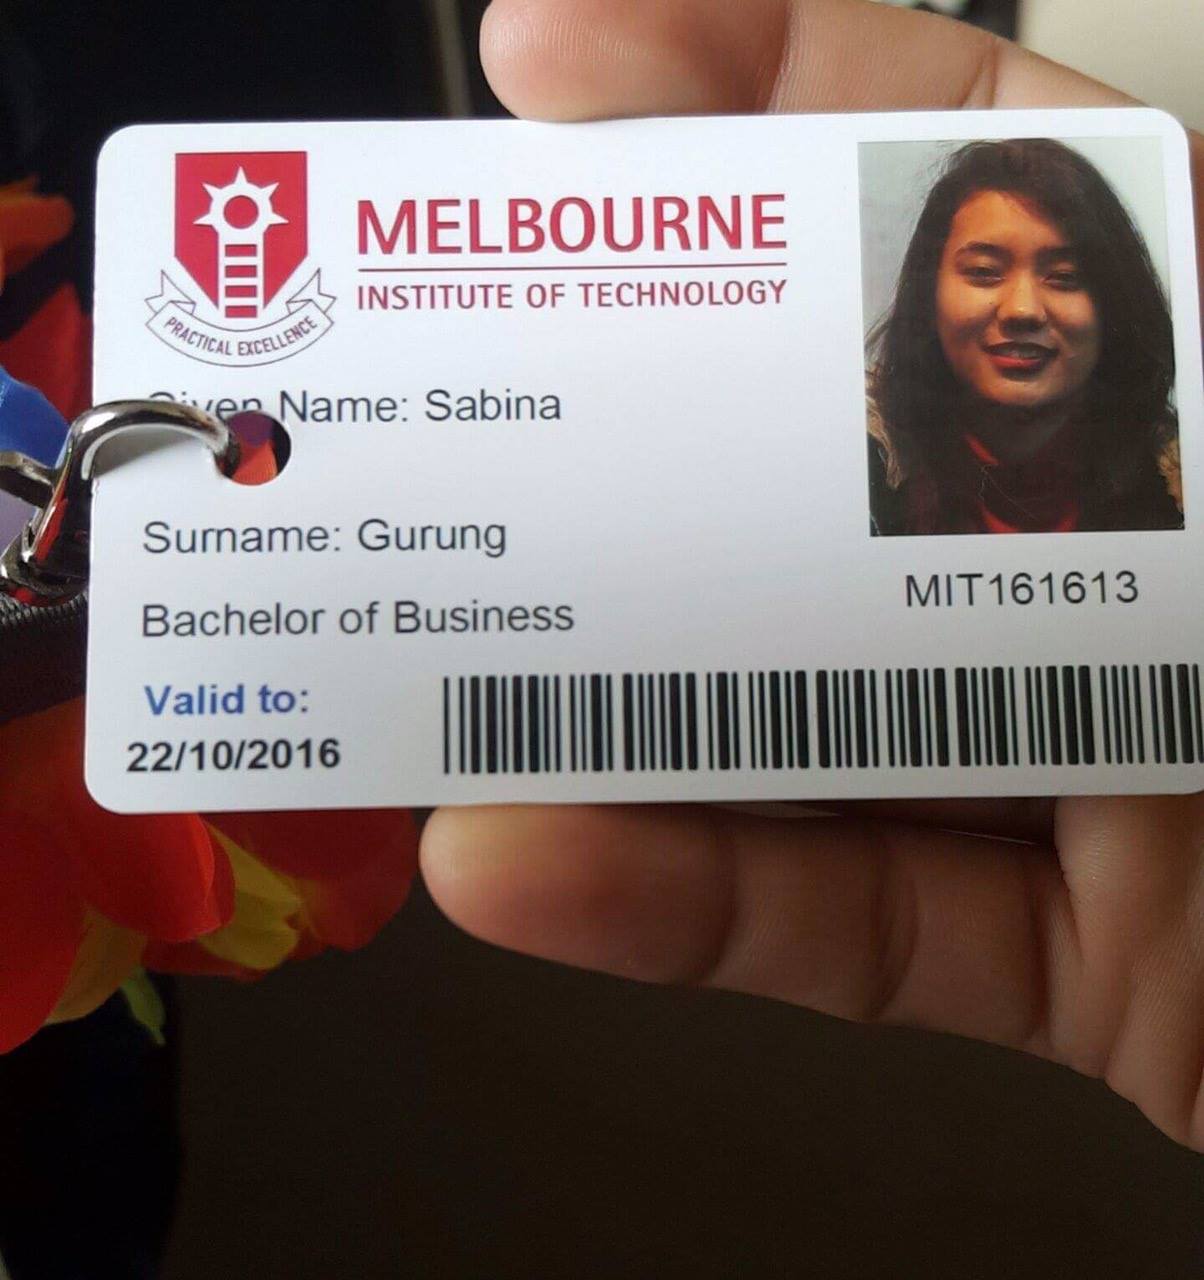 MELBOURNE
INSTITUTE OF TECHNOLOGY
PRACTICAL EXCELLENCE
Given Name: Sabina
Surname: Gurung
MIT161613
Bachelor of Business
Valid to:
22/10/2016